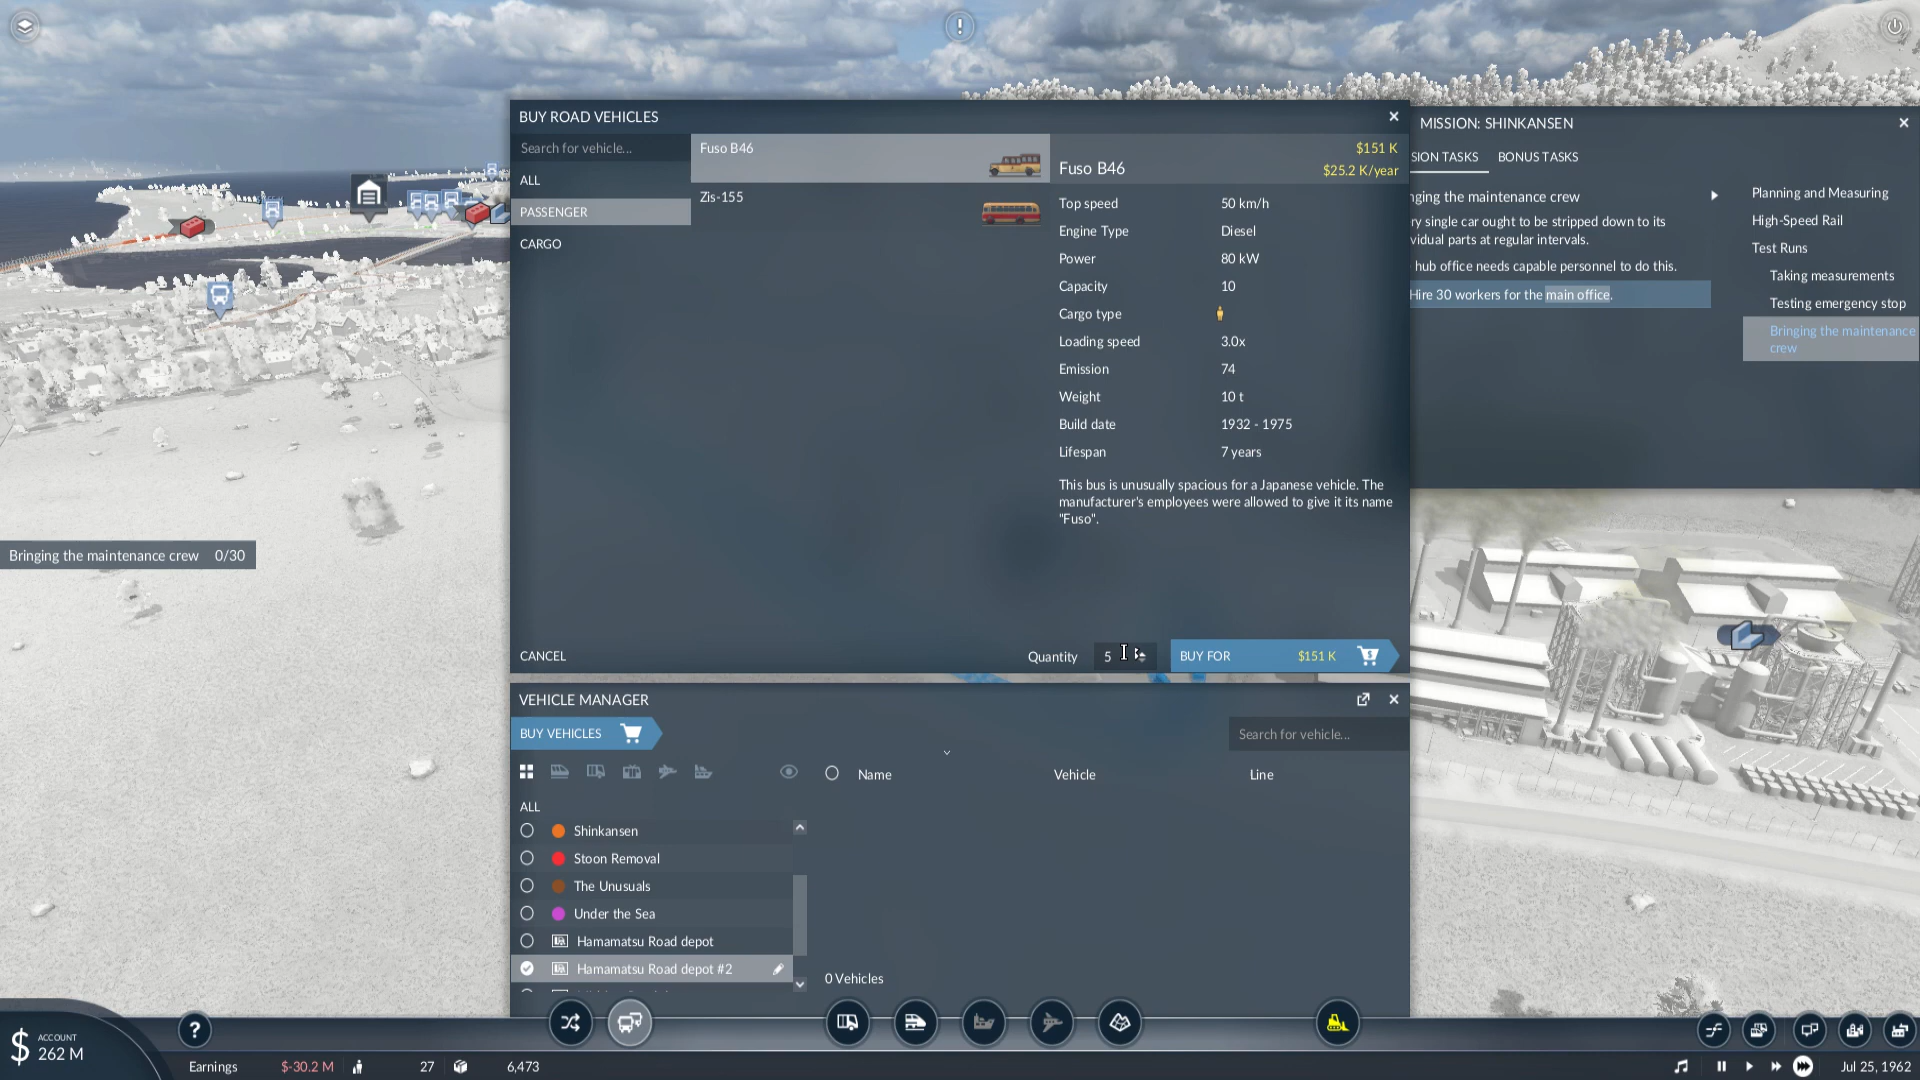 BUY ROAD VEHICLES
Search for vehicle...
ALL
PASSENGER
CARGO
Fuso B46
Zis-155
$151 K
Fuso B46
$25.2 K/year
Top speed 50 km/h
Engine Type Diesel
Power 80 kW
Capacity 10
Cargo type
Loading speed 3.0x
Emission 74
Weight 10 t
Build date 1932 - 1975
Lifespan 7 years
This bus is unusually spacious for a Japanese vehicle. The
manufacturer's employees were allowed to give it its name
"Fuso".
CANCEL
Quantity 5
BUY FOR $151 K
MISSION: SHINKANSEN
SION TASKS BONUS TASKS
ging the maintenance crew
ry single car ought to be stripped down to its
vidual parts at regular intervals.
hub office needs capable personnel to do this.
Hire 30 workers for the main office.
Planning and Measuring
High-Speed Rail
Test Runs
Taking measurements
Testing emergency stop
Bringing the maintenance
crew
Bringing the maintenance crew 0/30
VEHICLE MANAGER
BUY VEHICLES
Search for vehicle...
Name Vehicle Line
ALL
Shinkansen
Stoon Removal
The Unusuals
Under the Sea
Hamamatsu Road depot
Hamamatsu Road depot #2
0 Vehicles
ACCOUNT
262 M
?
Earnings $-30.2 M 27 6,473
Jul 25, 1962